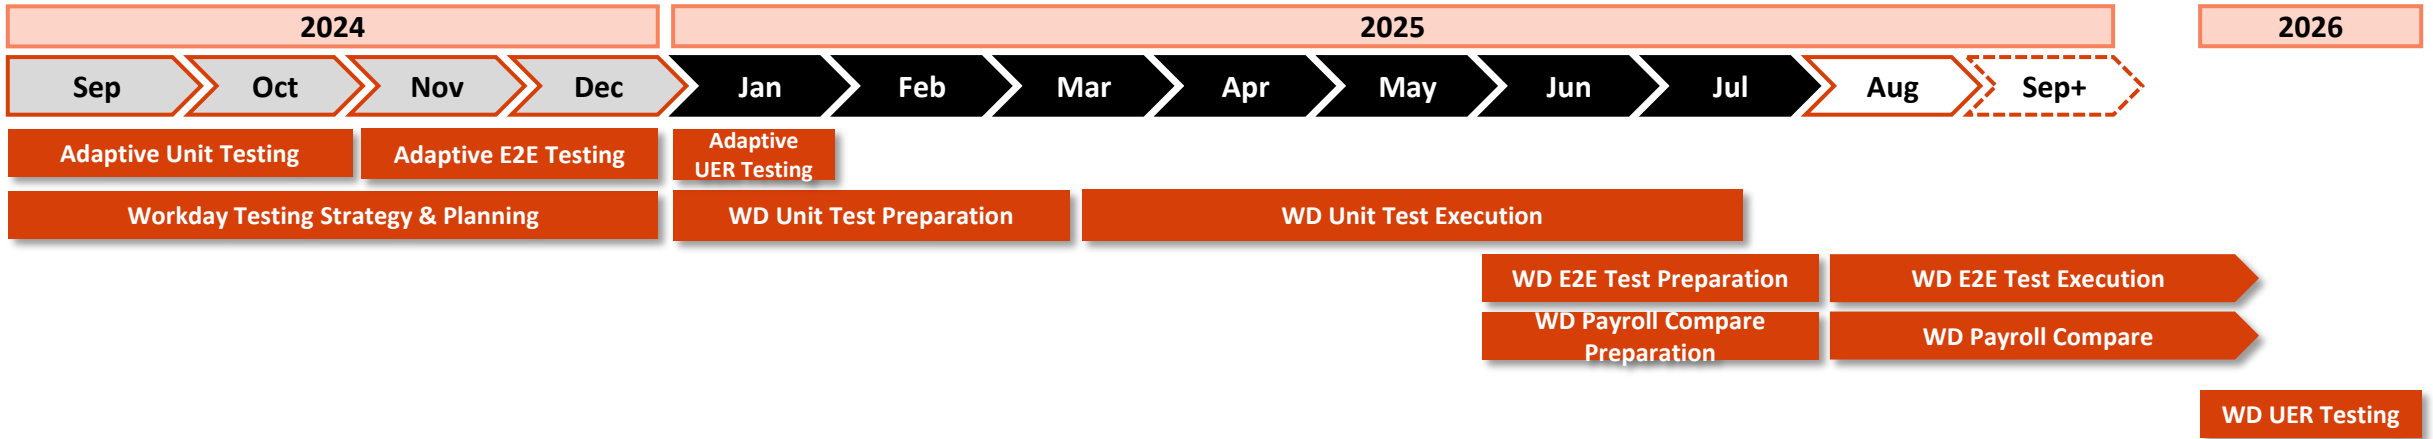 2024
2025
2026
Sep
Oct
Nov
Dec
Jan
Feb
Mar
Apr
May
Jun
Jul
Aug
Sep+
Adaptive Unit Testing
Adaptive E2E Testing
Adaptive
UER Testing
Workday Testing Strategy & Planning
WD Unit Test Preparation
WD Unit Test Execution
WD E2E Test Preparation
WD E2E Test Execution
WD Payroll Compare
Preparation
WD Payroll Compare
WD UER Testing